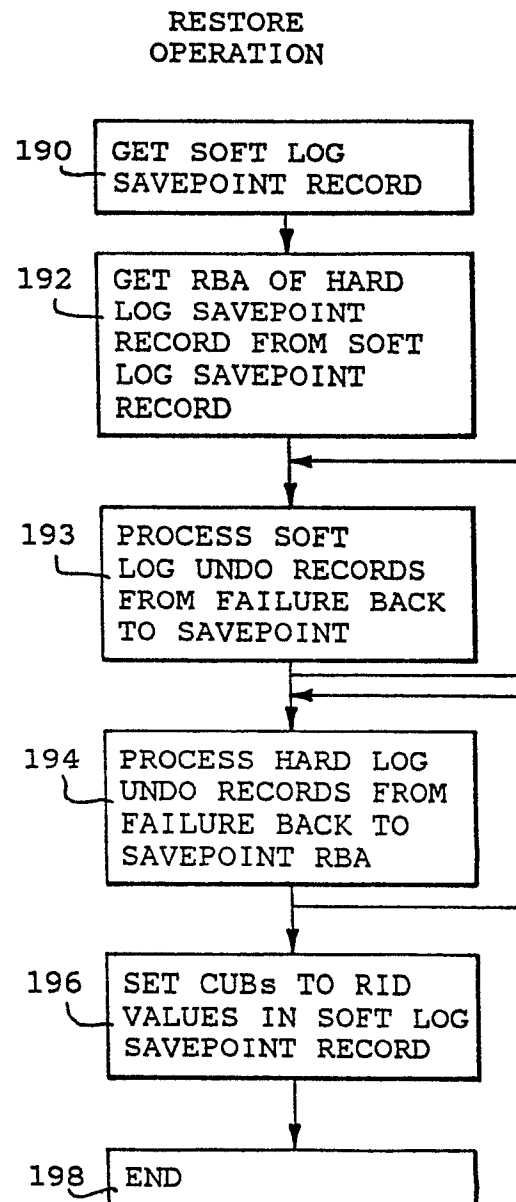 RESTORE
OPERATION
190
GET SOFT LOG
SAVEPOINT RECORD
192
GET RBA OF HARD
LOG SAVEPOINT
RECORD FROM SOFT
LOG SAVEPOINT
RECORD
193
PROCESS SOFT
LOG UNDO RECORDS
FROM FAILURE BACK
TO SAVEPOINT
194
PROCESS HARD LOG
UNDO RECORDS FROM
FAILURE BACK TO
SAVEPOINT RBA
196
SET CUBs TO RID
VALUES IN SOFT LOG
SAVEPOINT RECORD
198
END